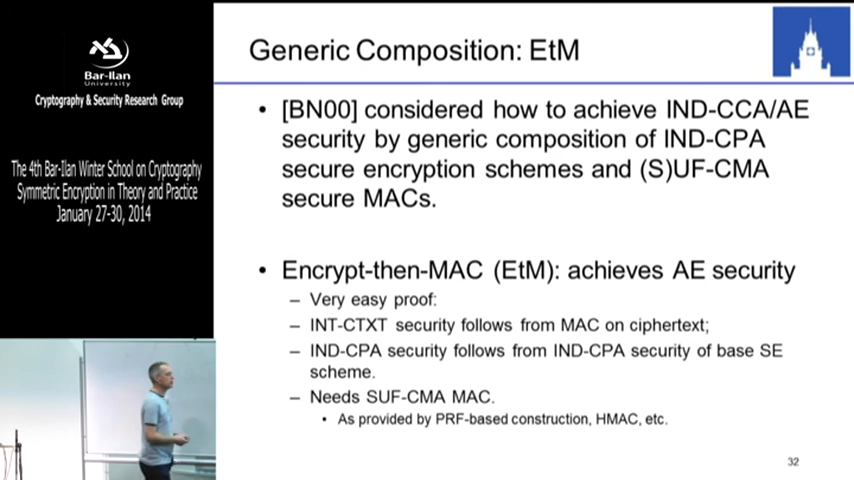 Bar-Ilan
University
Cryptography & Security Research Group
The 4th Bar-Ilan Winter School on Cryptography
Symmetric Encryption in Theory and Practice
January 27-30, 2014
Generic Composition: EtM
• [BN00] considered how to achieve IND-CCA/AE
security by generic composition of IND-CPA
secure encryption schemes and (S)UF-CMA
secure MACs.
• Encrypt-then-MAC (EtM): achieves AE security
– Very easy proof:
– INT-CTXT security follows from MAC on ciphertext;
– IND-CPA security follows from IND-CPA security of base SE
scheme.
– Needs SUF-CMA MAC.
• As provided by PRF-based construction, HMAC, etc.
32